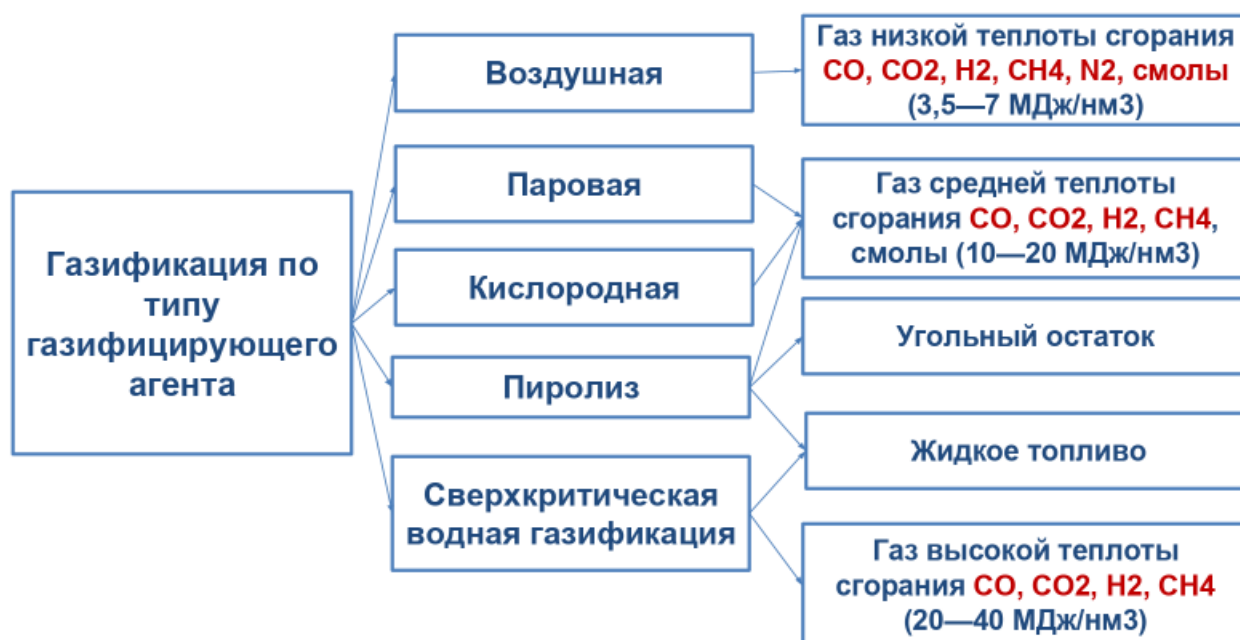 Газификация по
типу
газифицирующего
агента
Воздушная
Паровая
Кислородная
Пиролиз
Сверхкритическая
водная газификация
Газ низкой теплоты сгорания
CO, CO2, H2, CH4, N2, смолы
(3,5—7 МДж/нм3)
Газ средней теплоты
сгорания CO, CO2, H2, CH4,
смолы (10—20 МДж/нм3)
Угольный остаток
Жидкое топливо
Газ высокой теплоты
сгорания CO, CO2, H2, CH4
(20—40 МДж/нм3)